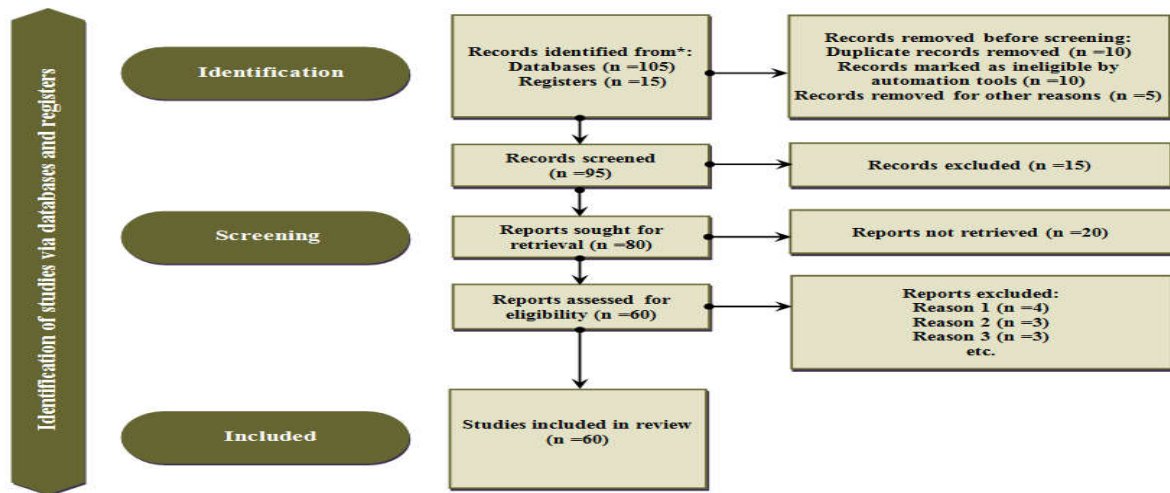 Identification of studies via databases and registers
Identification
Records identified from*:
Databases (n =105)
Registers (n =15)
Records removed before screening:
Duplicate records removed (n =10)
Records marked as ineligible by
automation tools (n =10)
Records removed for other reasons (n =5)
Records screened
(n =95)
Records excluded (n =15)
Screening
Reports sought for
retrieval (n =80)
Reports not retrieved (n =20)
Reports assessed for
eligibility (n =60)
Reports excluded:
Reason 1 (n =4)
Reason 2 (n =3)
Reason 3 (n =3)
etc.
Included
Studies included in review
(n =60)